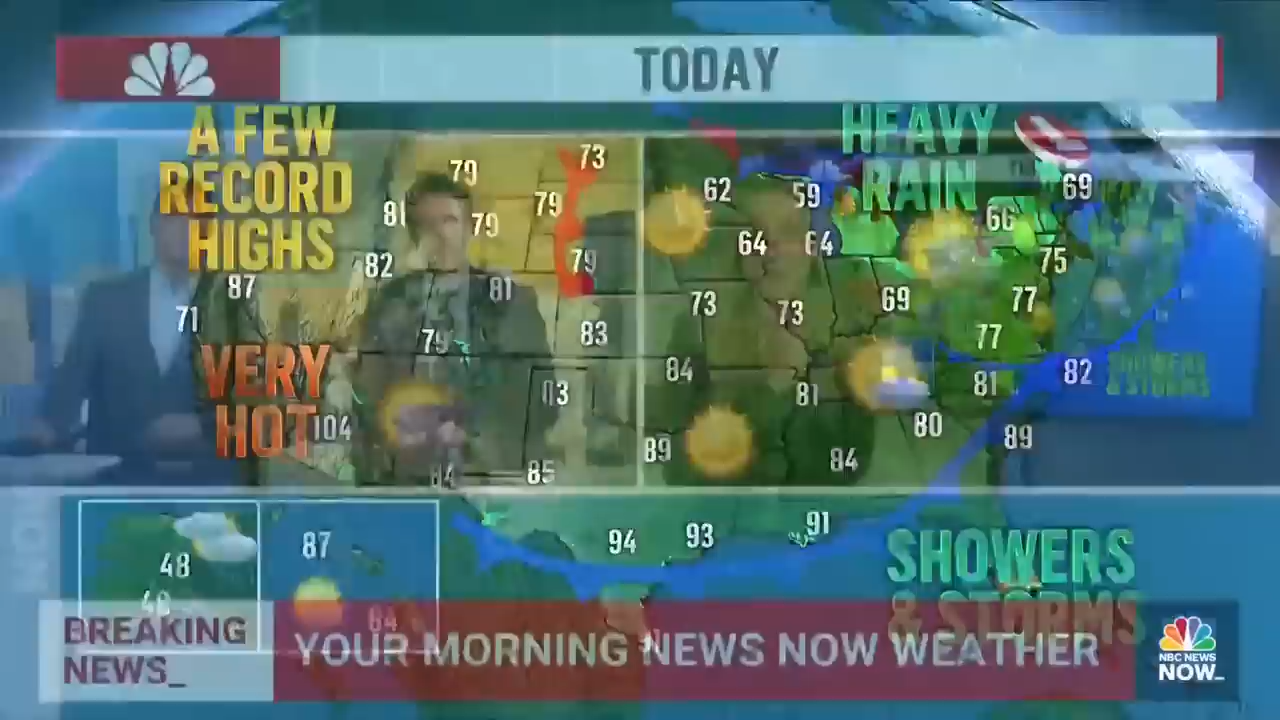 TODAY
A FEW
RECORD
HIGHS
HEAVY
RAIN
79
73
62
59
69
79
79
66
64
64
82
79
75
87
81
69
77
71
73
73
79
83
77
84
82
VERY
HOT
81
81
SHOWERS
& STORMS
104
80
89
89
84
84
85
94
93
91
48
87
SHOWERS
& STORMS
84
BREAKING
NEWS_
YOUR MORNING NEWS NOW WEATHER
NBC NEWS
NOW_